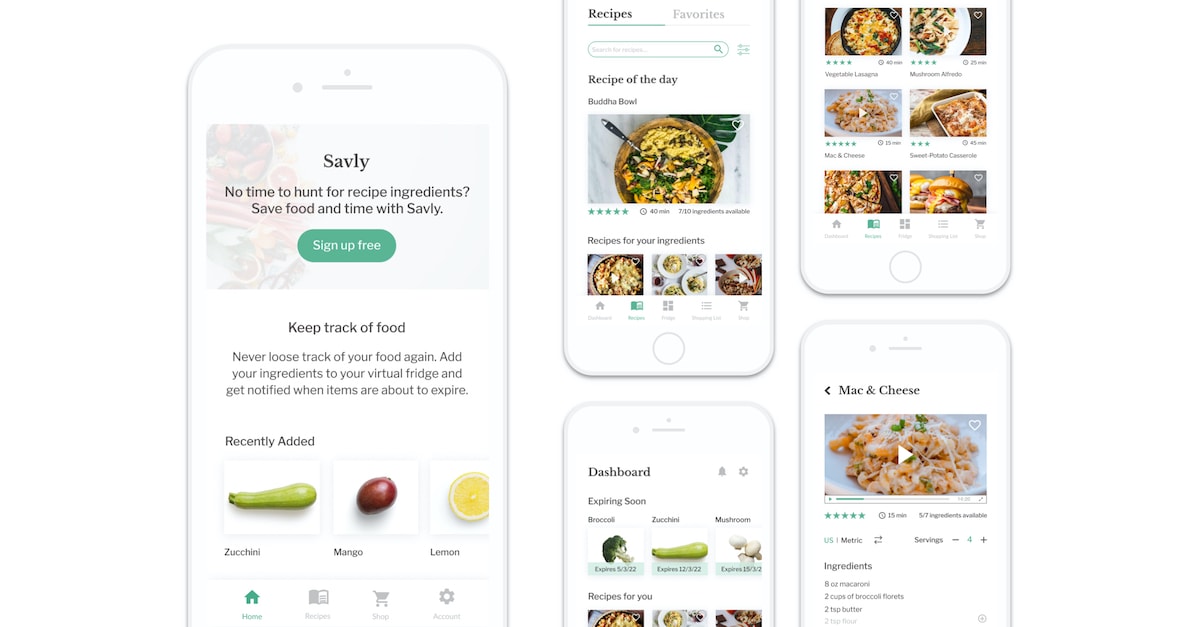 Savly
No time to hunt for recipe ingredients?
Save food and time with Savly.
Sign up free
Keep track of food
Never loose track of your food again. Add
your ingredients to your virtual fridge and
get notified when items are about to expire.
Recently Added
Zucchini Mango Lemon
Home Recipes Shop Account
Recipes Favorites
Search for recipes...
Recipe of the day
Buddha Bowl
40 min 7/10 ingredients available
Recipes for your ingredients
Dashboard Recipes Fridge Shopping List Shop
Dashboard
Expiring Soon
Broccoli Zucchini Mushroom
Expires 5/3/22 Expires 12/3/22 Expires 15/3/2
Recipes for you
40 min 25 min
Vegetable Lasagna Mushroom Alfredo
15 min 45 min
Mac & Cheese Sweet-Potato Casserole
Dashboard Recipes Fridge Shopping List Shop
Mac & Cheese
15 min 5/7 ingredients available
US | Metric Servings — 4 +
Ingredients
8 oz macaroni
2 cups of broccoli florets
2 tsp butter
2 tsp flour